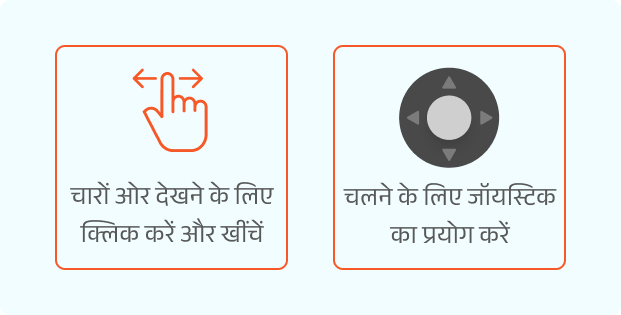 चारों ओर देखने के लिए
क्लिक करें और खींचें
चलने के लिए जॉयस्टिक
का प्रयोग करें